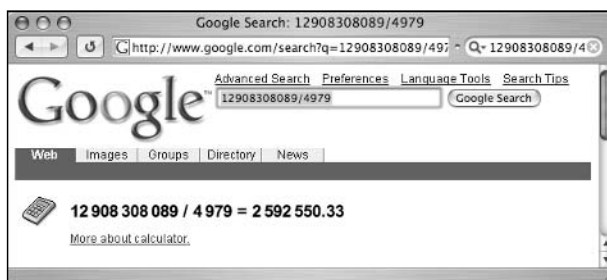 Google Search: 12908308089/4979
http://www.google.com/search?q=12908308089/497 12908308089/4
Google™ Advanced Search Preferences Language Tools Search Tips
12908308089/4979 Google Search
Web Images Groups Directory News
12 908 308 089 / 4 979 = 2 592 550.33
More about calculator.